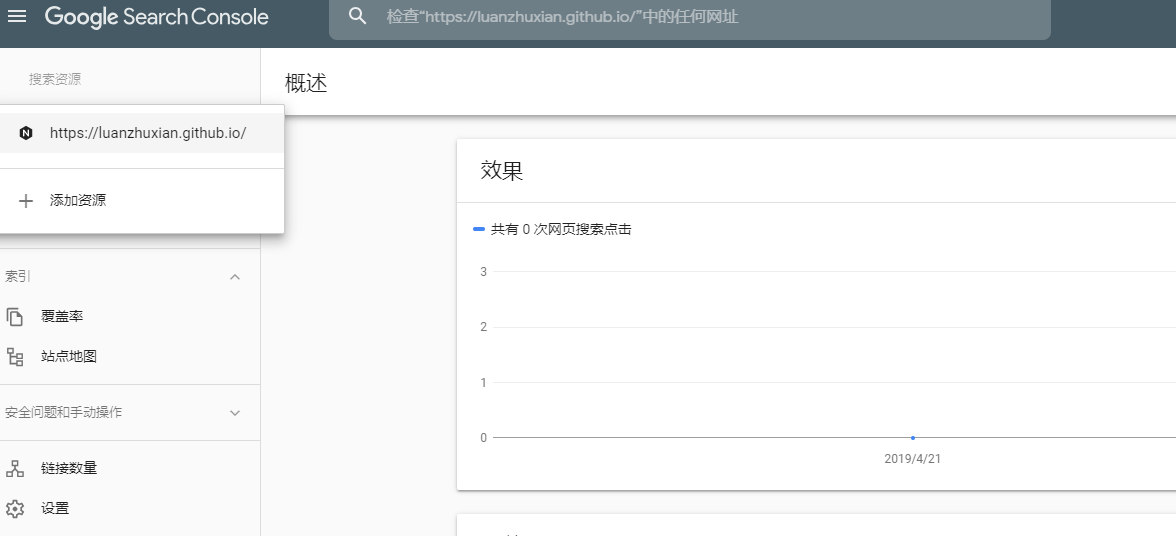 Google Search Console
检查“https://luanzhuxian.github.io/”中的任何网址
搜索资源
https://luanzhuxian.github.io/
添加资源
索引
覆盖率
站点地图
安全问题和手动操作
链接数量
设置
概述
效果
共有 0 次网页搜索点击
3
2
1
0
2019/4/21